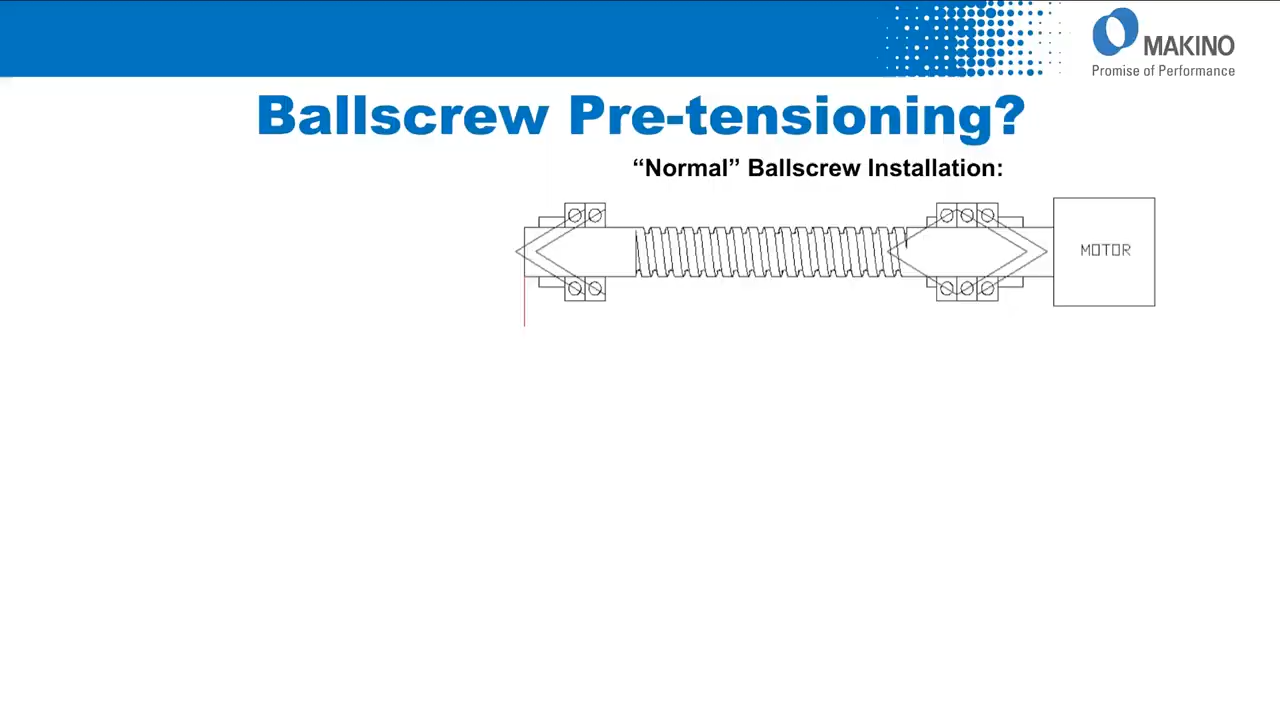 MAKINO
Promise of Performance
Ballscrew Pre-tensioning?
“Normal” Ballscrew Installation:
MOTOR